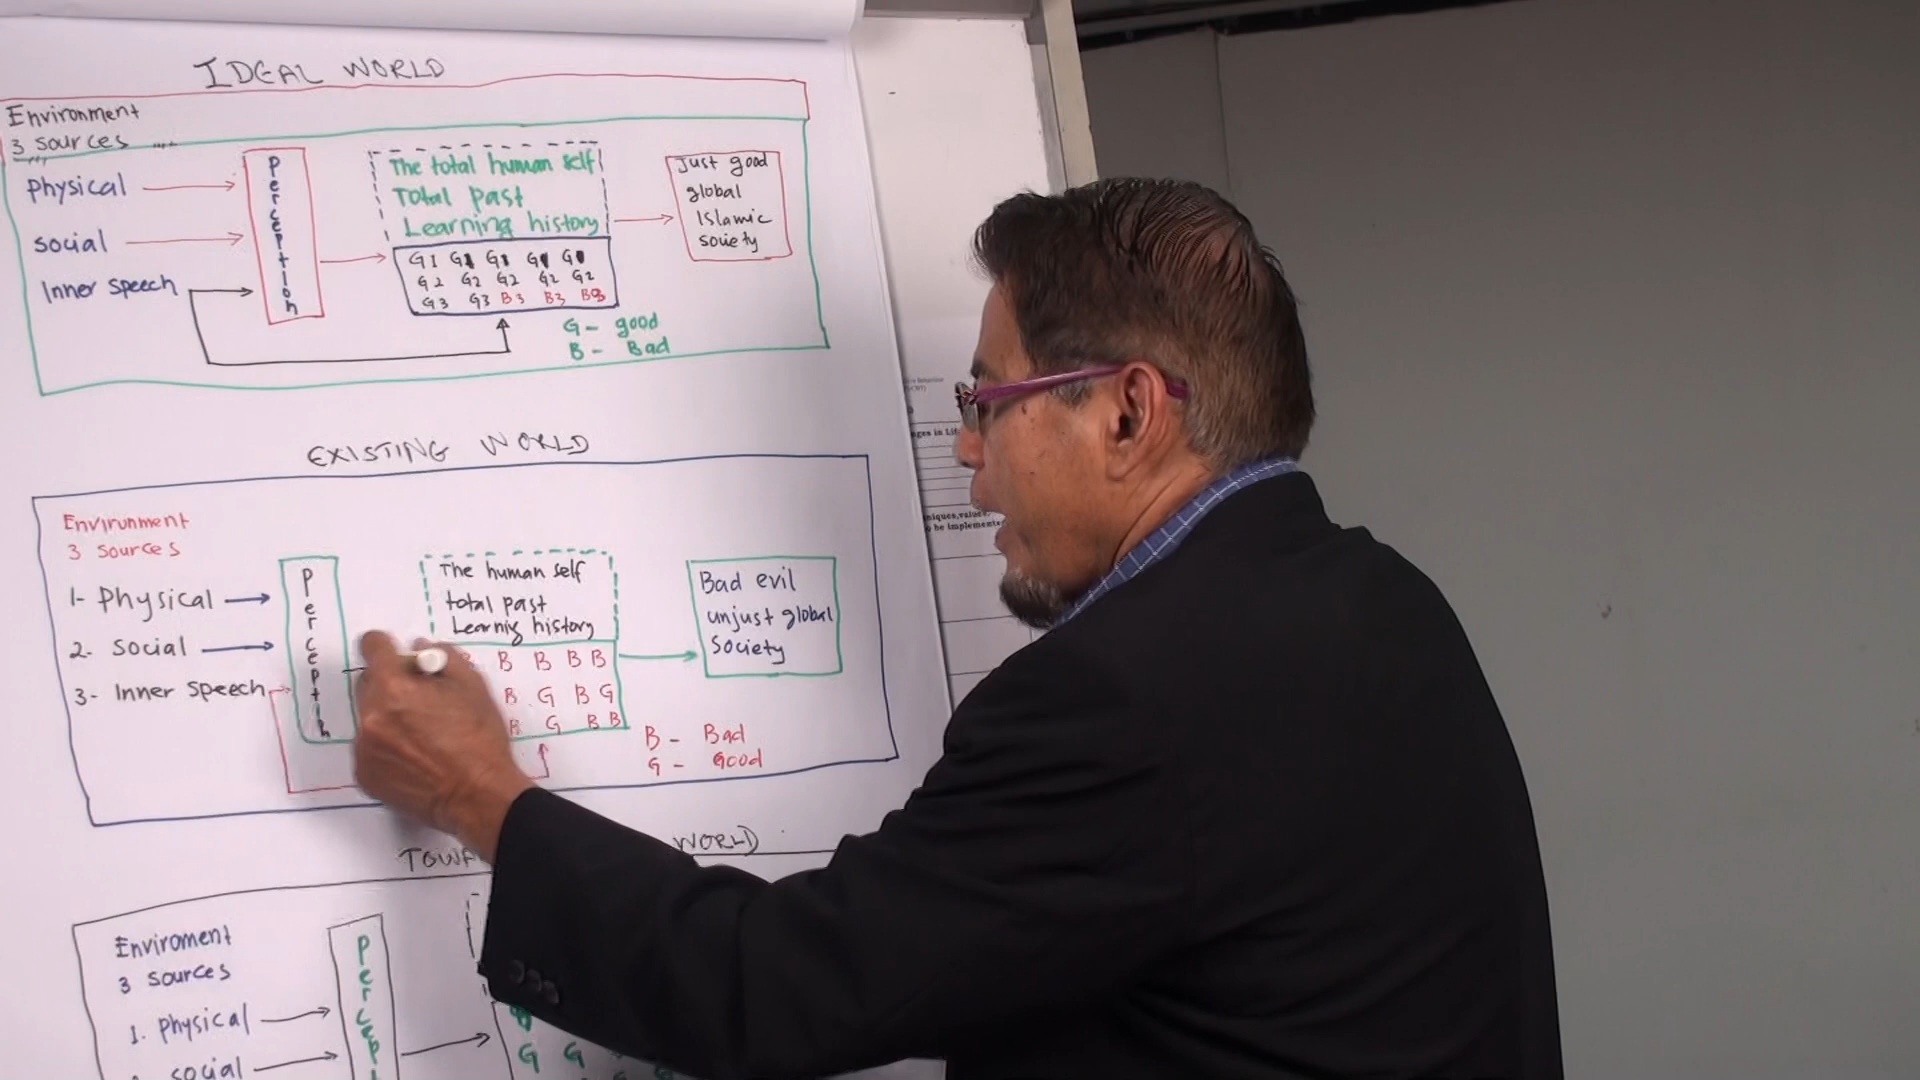 IDEAL WORLD
Environment
3 sources
Physical
social
Inner speech
Perception
The total human self
Total past
Learning history
G1 G1 G1 G1 G1
G2 G2 G2 G2 G2
G3 G3 B3 B3 B3
G - good
B - Bad
Just good
global
Islamic
society
EXISTING WORLD
Environment
3 sources
1- Physical
2- Social
3- Inner speech
The human self
total past
Learnig history
B B B B B
B G B G
B G B B
B - Bad
G - Good
Bad evil
unjust global
Society
WORLD
Enviroment
3 sources
1. Physical
social
G G